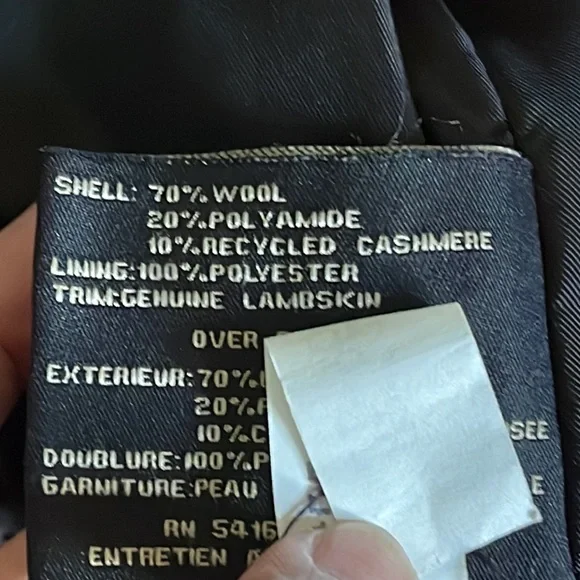 SHELL: 70% WOOL
20% POLYAMIDE
10% RECYCLED CASHMERE
LINING: 100% POLYESTER
TRIM: GENUINE LAMBSKIN
OVER
EXTERIEUR: 70%
20%
10% C
DOUBLURE: 100% P
GARNITURE: PEAU
RN 5416
ENTRETIEN